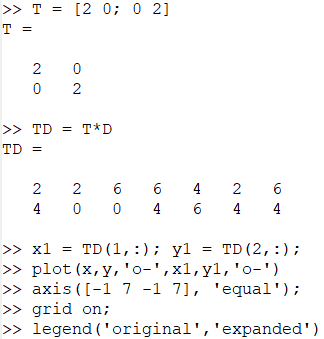 >> T = [2 0; 0 2]
T =
2 0
0 2
>> TD = T*D
TD =
2 2 6 6 4 2 6
4 0 0 4 6 4 4
>> x1 = TD(1,:); y1 = TD(2,:);
>> plot(x,y,'o-',x1,y1,'o-')
>> axis([-1 7 -1 7], 'equal');
>> grid on;
>> legend('original','expanded')